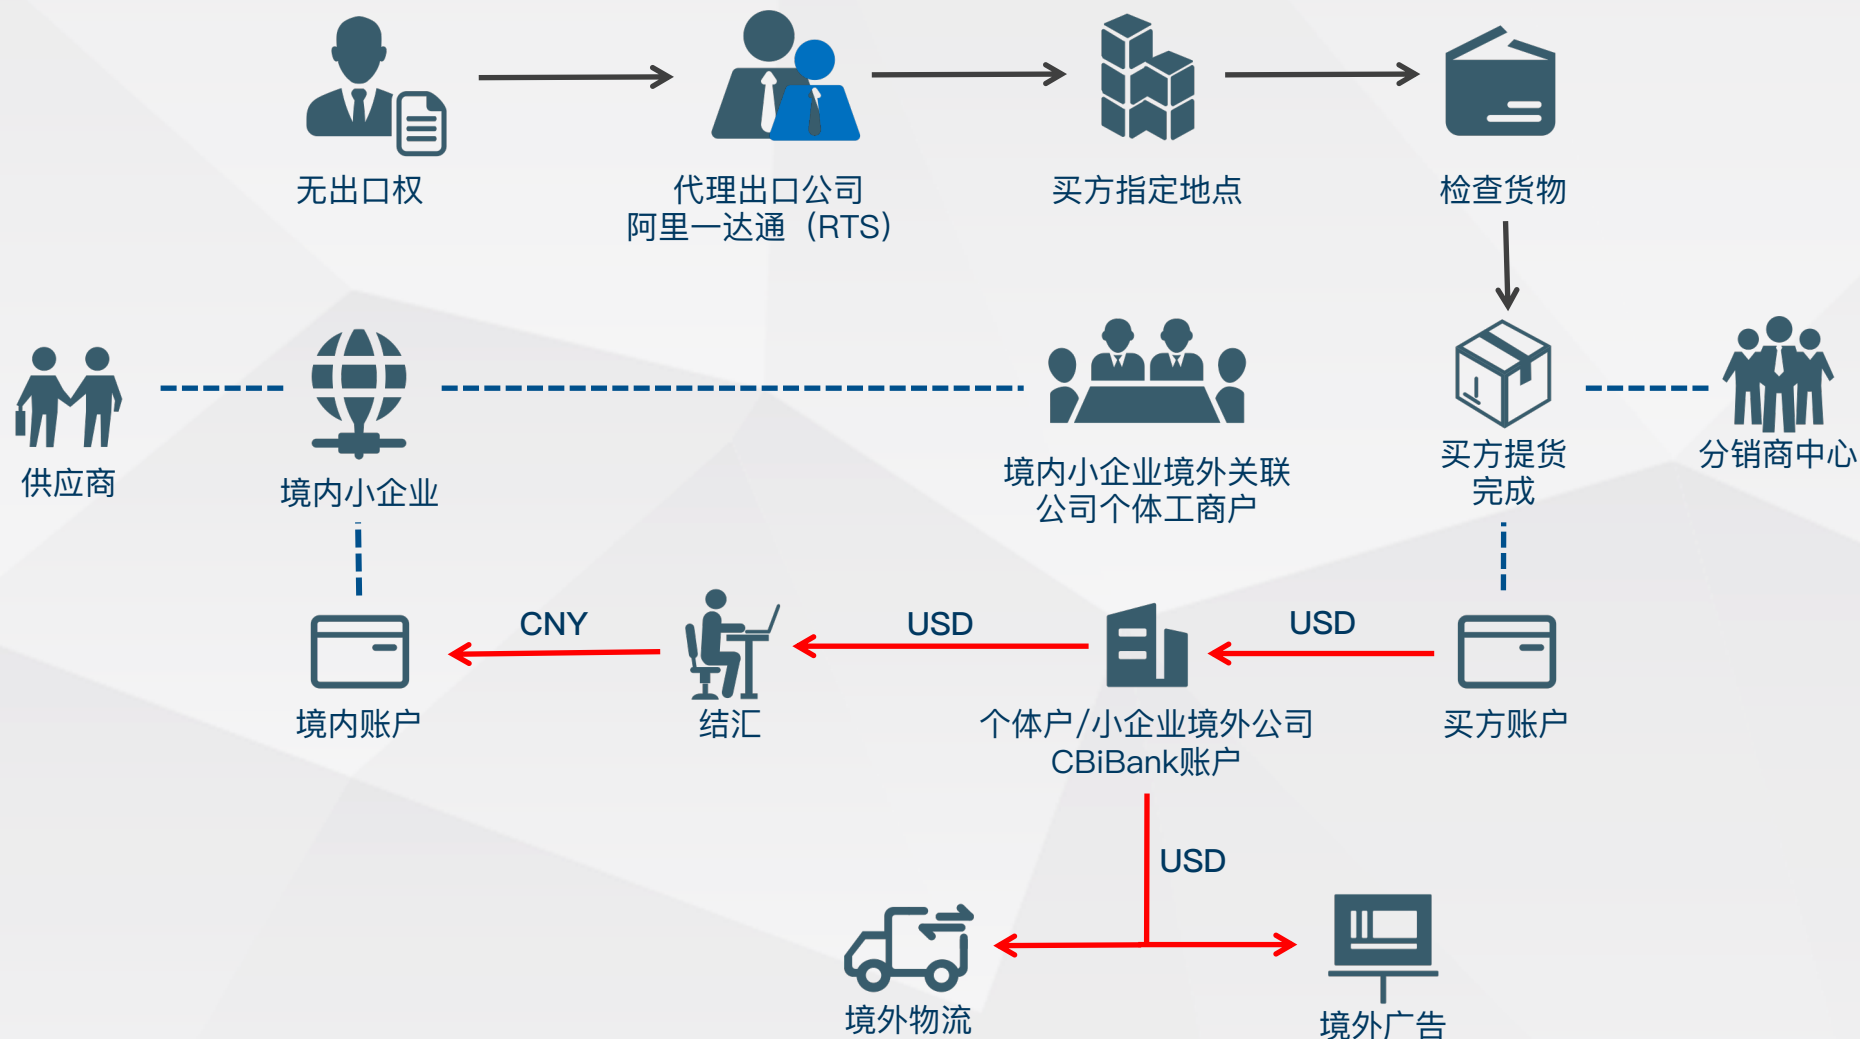 无出口权
代理出口公司
阿里一达通（RTS）
买方指定地点
检查货物
供应商
境内小企业
境内小企业境外关联
公司个体工商户
买方提货
完成
分销商中心
CNY
USD
USD
境内账户
结汇
个体户/小企业境外公司
CBiBank账户
买方账户
USD
境外物流
境外广告